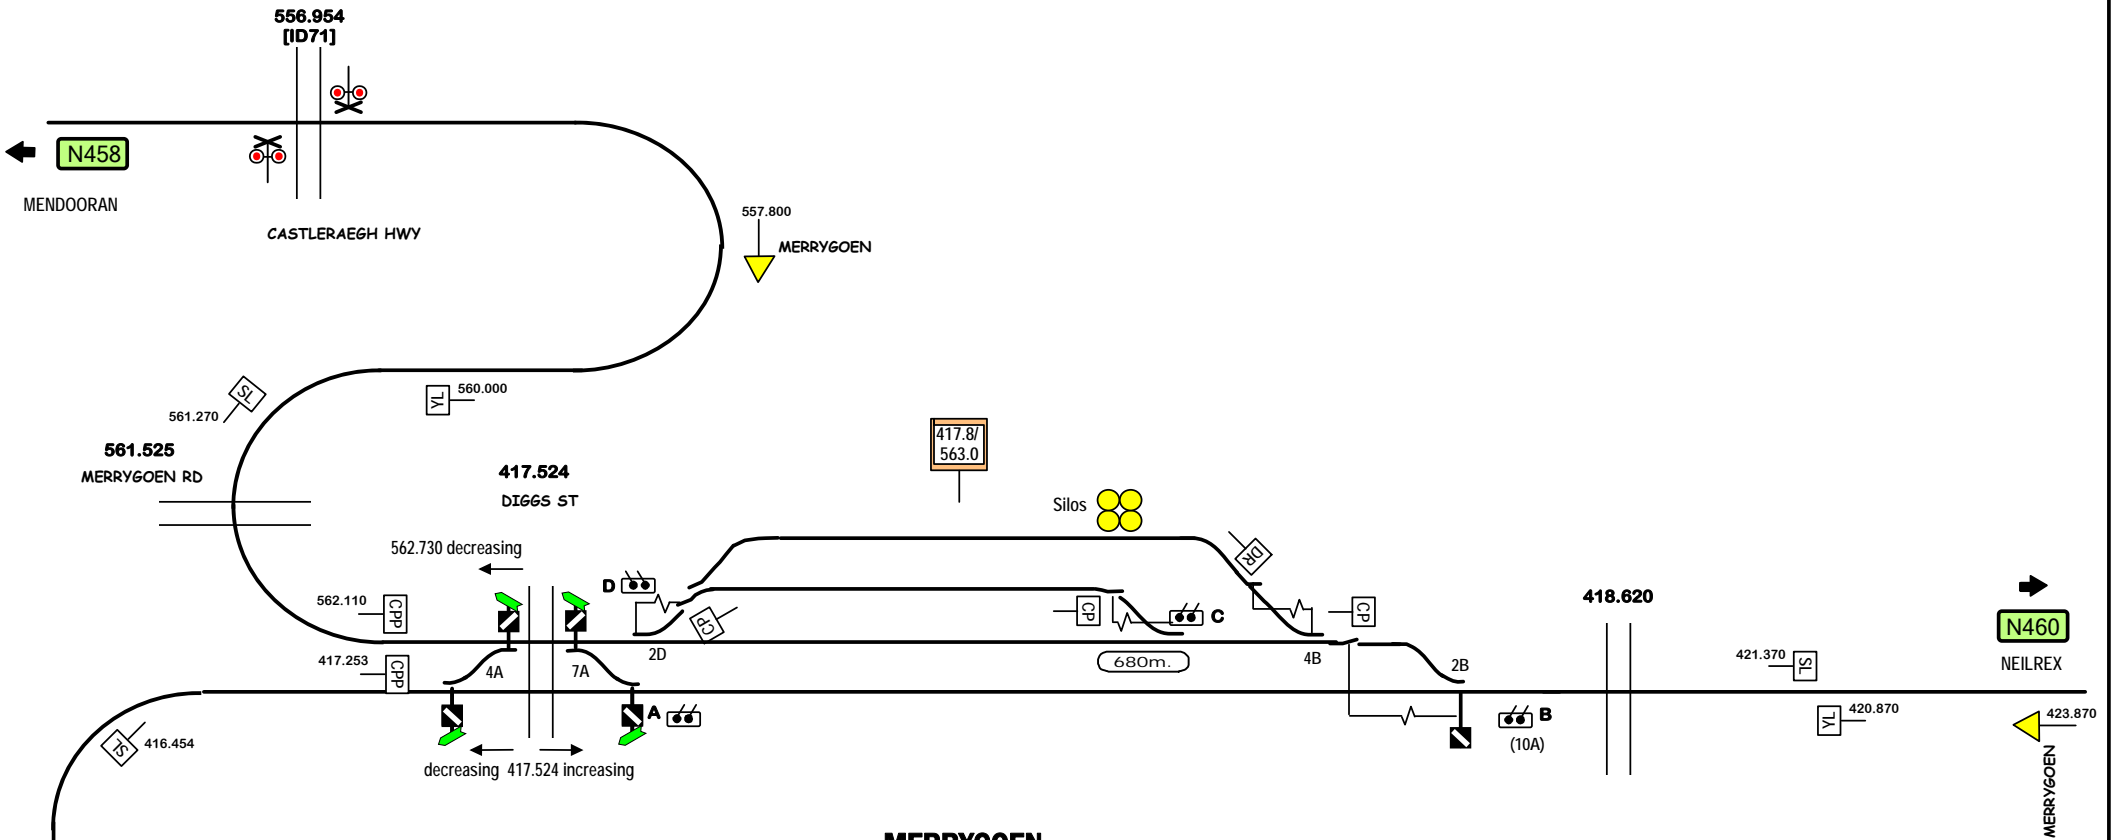 556.954
[ID71]
N458
MENDOORAN
CASTLERAEGH HWY
557.800
MERRYGOEN
SL
561.270
YL
560.000
561.525
MERRYGOEN RD
417.524
DIGGS ST
417.8/
563.0
Silos
562.730 decreasing
D
DR
562.110
CPP
CP
CP
C
CP
418.620
N460
NEILREX
417.253
CPP
4A
7A
2D
680m.
4B
2B
421.370
SL
SL
416.454
A
B
(10A)
YL
420.870
423.870
MERRYGOEN
decreasing 417.524 increasing
MERRYGOEN